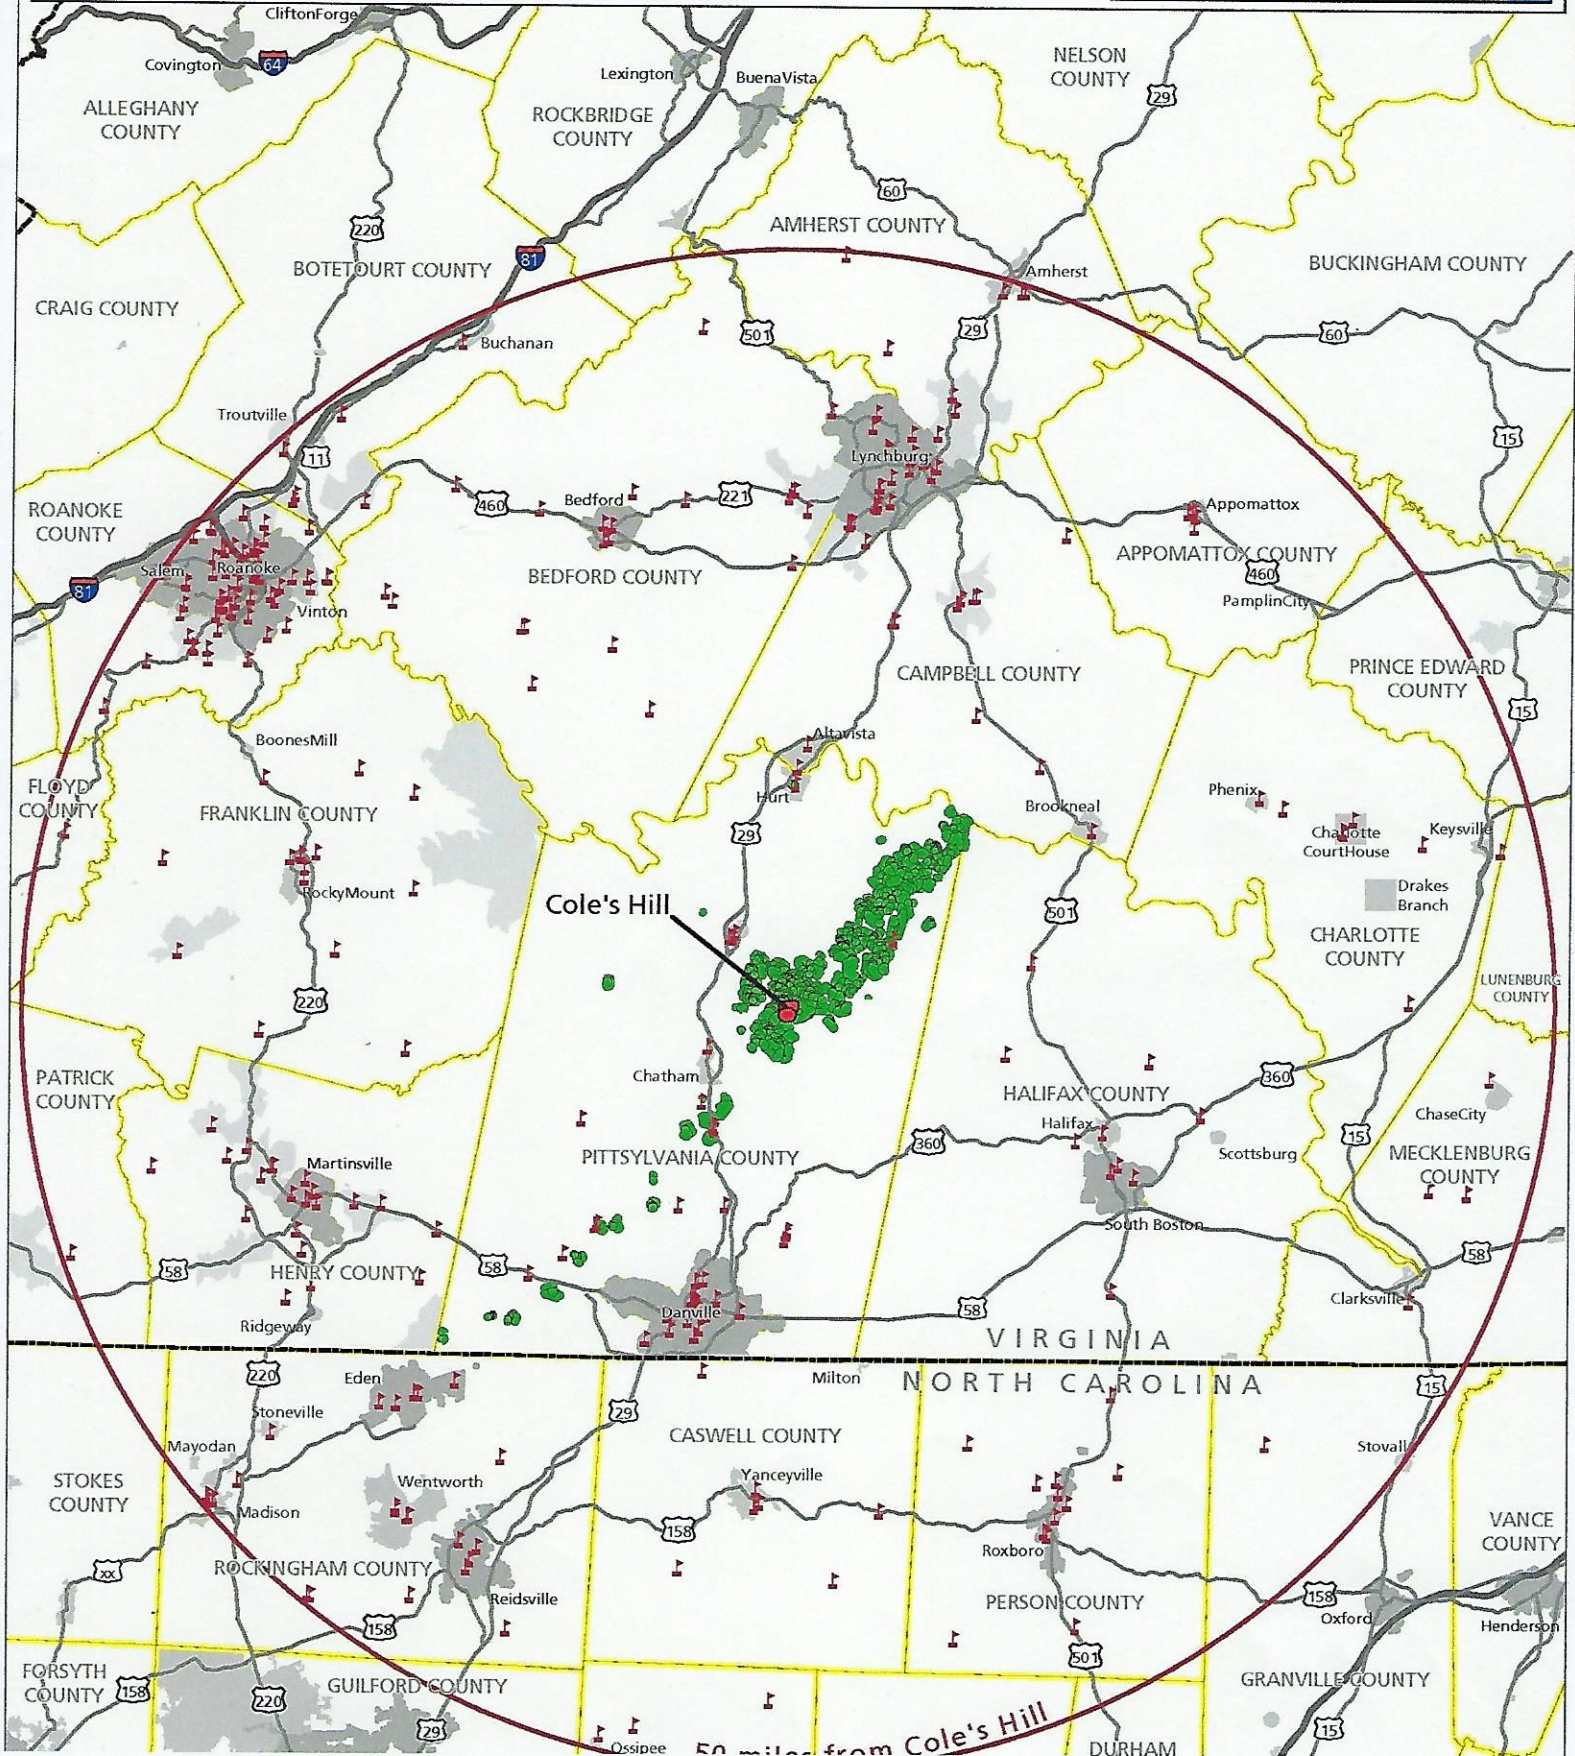 CliftonForge
Covington
64
Lexington
BuenaVista
NELSON
COUNTY
29
ALLEGHANY
COUNTY
ROCKBRIDGE
COUNTY
60
220
AMHERST COUNTY
81
BOTETOURT COUNTY
Amherst
BUCKINGHAM COUNTY
CRAIG COUNTY
501
29
60
Buchanan
Troutville
11
15
Lynchburg
ROANOKE
COUNTY
460
Bedford
221
Appomattox
APPOMATTOX COUNTY
460
Salem
Roanoke
BEDFORD COUNTY
81
Vinton
PamplinCity
CAMPBELL COUNTY
PRINCE EDWARD
COUNTY
15
BoonesMill
Altavista
FLOYD
COUNTY
FRANKLIN COUNTY
Hurt
29
Brookneal
Phenix
Charlotte
CourtHouse
Keysville
RockyMount
Cole's Hill
501
Drakes
Branch
CHARLOTTE
COUNTY
LUNENBURG
COUNTY
220
PATRICK
COUNTY
Chatham
HALIFAX COUNTY
360
Halifax
ChaseCity
15
360
PITTSYLVANIA COUNTY
Scottsburg
MECKLENBURG
COUNTY
Martinsville
South Boston
58
58
HENRY COUNTY
58
Danville
58
Clarksville
Ridgeway
VIRGINIA
220
Eden
Milton
NORTH CAROLINA
15
Stoneville
29
Mayodan
CASWELL COUNTY
Stovall
STOKES
COUNTY
Wentworth
Yanceyville
Madison
158
VANCE
COUNTY
xx
ROCKINGHAM COUNTY
Roxboro
Reidsville
158
PERSON COUNTY
158
Oxford
Henderson
FORSYTH
COUNTY
158
220
GUILFORD COUNTY
29
501
GRANVILLE COUNTY
15
Ossipee
50 miles from Cole's Hill
DURHAM